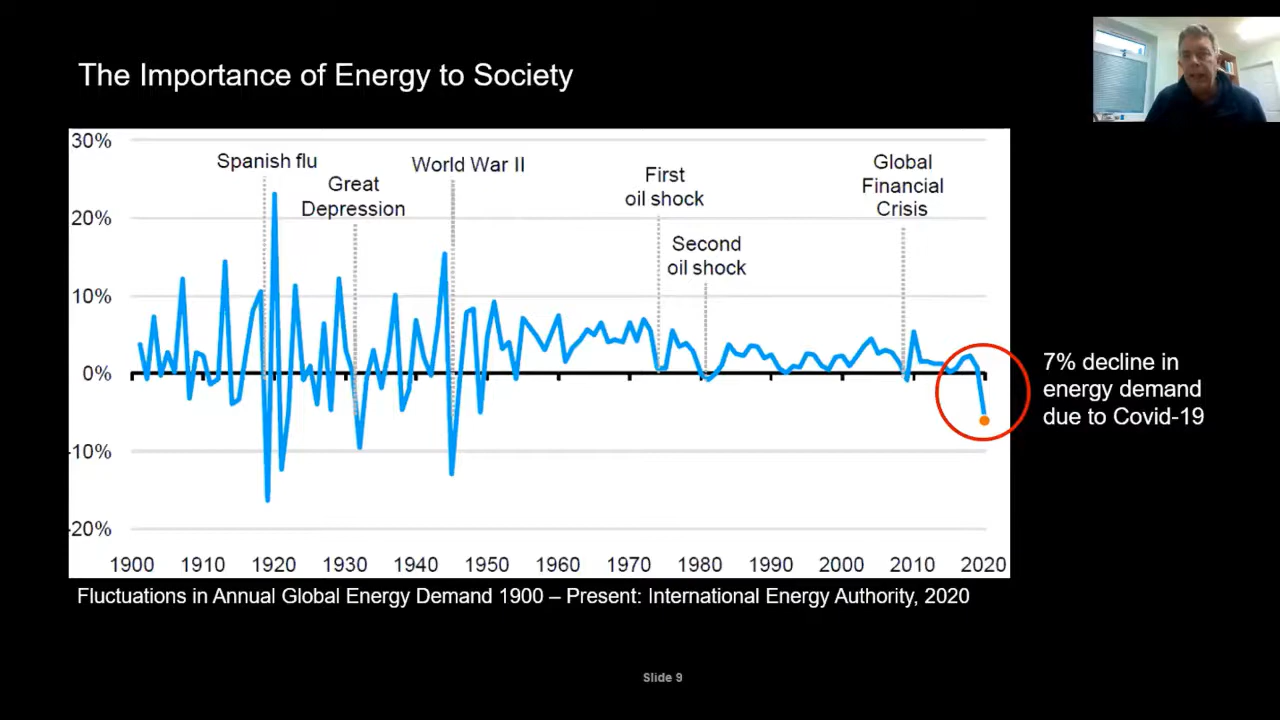 The Importance of Energy to Society
30%
Spanish flu
World War II
Great
Depression
First
oil shock
Global
Financial
Crisis
20%
Second
oil shock
10%
0%
7% decline in
energy demand
due to Covid-19
-10%
-20%
1900 1910 1920 1930 1940 1950 1960 1970 1980 1990 2000 2010 2020
Fluctuations in Annual Global Energy Demand 1900 – Present: International Energy Authority, 2020
Slide 9